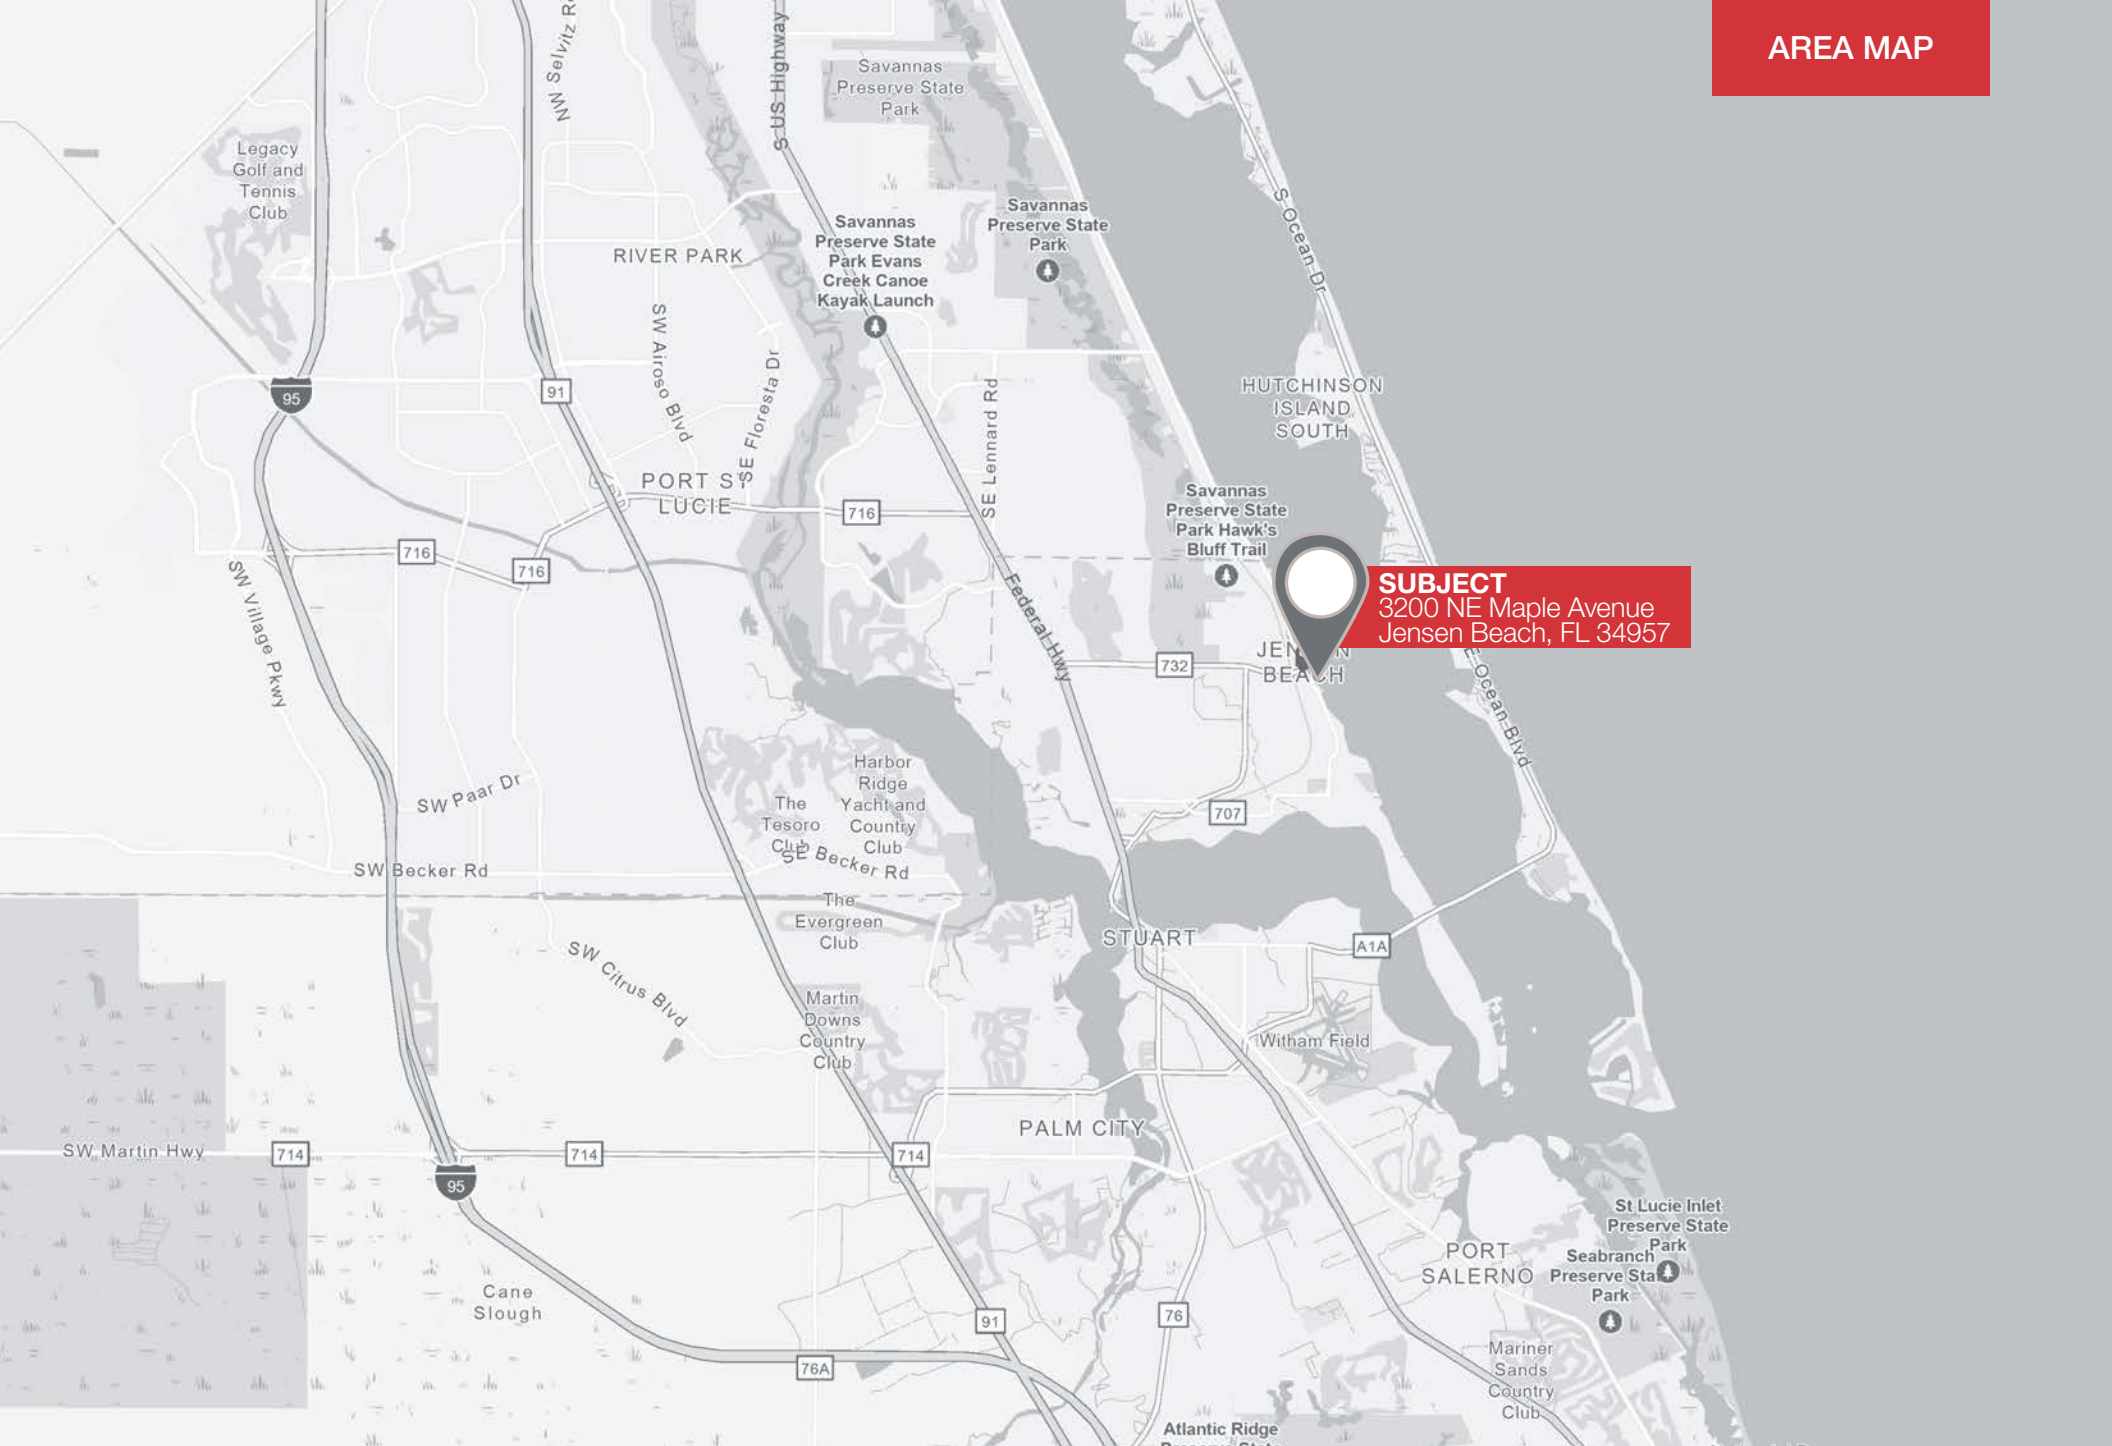 AREA MAP
S US Highway
NW Selvitz
Savannas
Preserve State
Park
Legacy
Golf and
Tennis
Club
S Ocean Dr
Savannas
Preserve State
Park
Savannas
Preserve State
Park Evans
Creek Canoe
Kayak Launch
RIVER PARK
SW Airoso Blvd
SE Floresta Dr
SE Lennard Rd
95
91
HUTCHINSON
ISLAND
SOUTH
PORT
LUCIE
716
716
716
Savannas
Preserve State
Park Hawk's
Bluff Trail
SUBJECT
3200 NE Maple Avenue
Jensen Beach, FL 34957
SW Village Pkwy
Federal Hwy
732
BEACH
Ocean Blvd
SW Paar Dr
Harbor
Ridge
Yacht and
Country
Club
The
Tesoro
Club
707
SE Becker Rd
SW Becker Rd
The
Evergreen
Club
STUART
A1A
SW Citrus Blvd
Martin
Downs
Country
Club
Witham Field
PALM CITY
SW Martin Hwy
714
714
714
95
St Lucie Inlet
Preserve State
Park
PORT
SALERNO
Seabranch
Preserve
Park
Cane
Slough
91
76
76A
Mariner
Sands
Country
Club
Atlantic Ridge
Preserve State